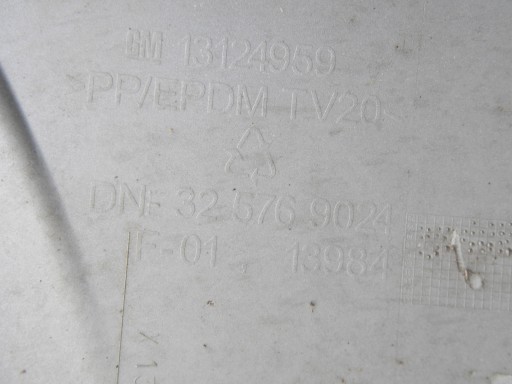 GM 13124959
PP/EPDM TV20
DNF 32 576 9024
F-01 13984